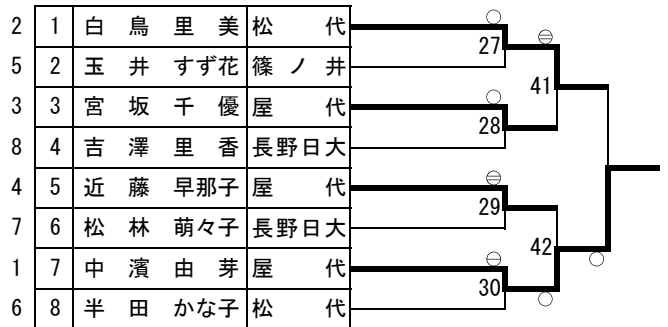 2 1 白鳥里美 松代
27
5 2 玉井すず花 篠ノ井
41
3 3 宮坂千優 屋代
28
8 4 吉澤里香 長野日大
4 5 近藤早那子 屋代
29
7 6 松林萌々子 長野日大
42
1 7 中濱由芽 屋代
30
6 8 半田かな子 松代